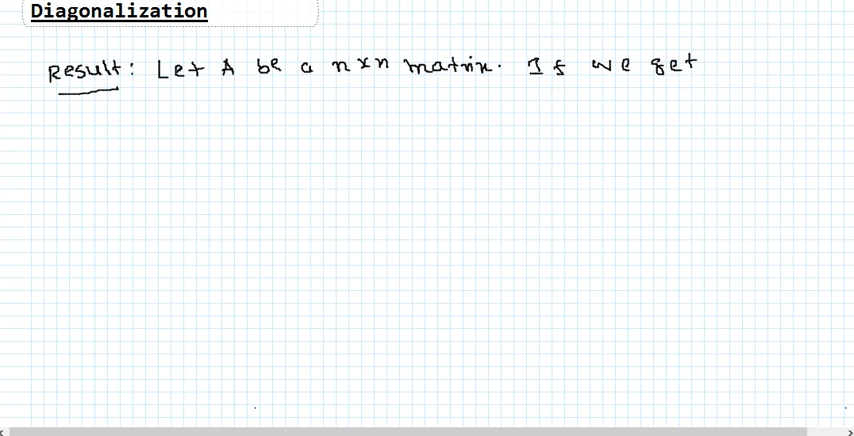 Diagonalization
Result: Let A be a n×n matrix. If we get